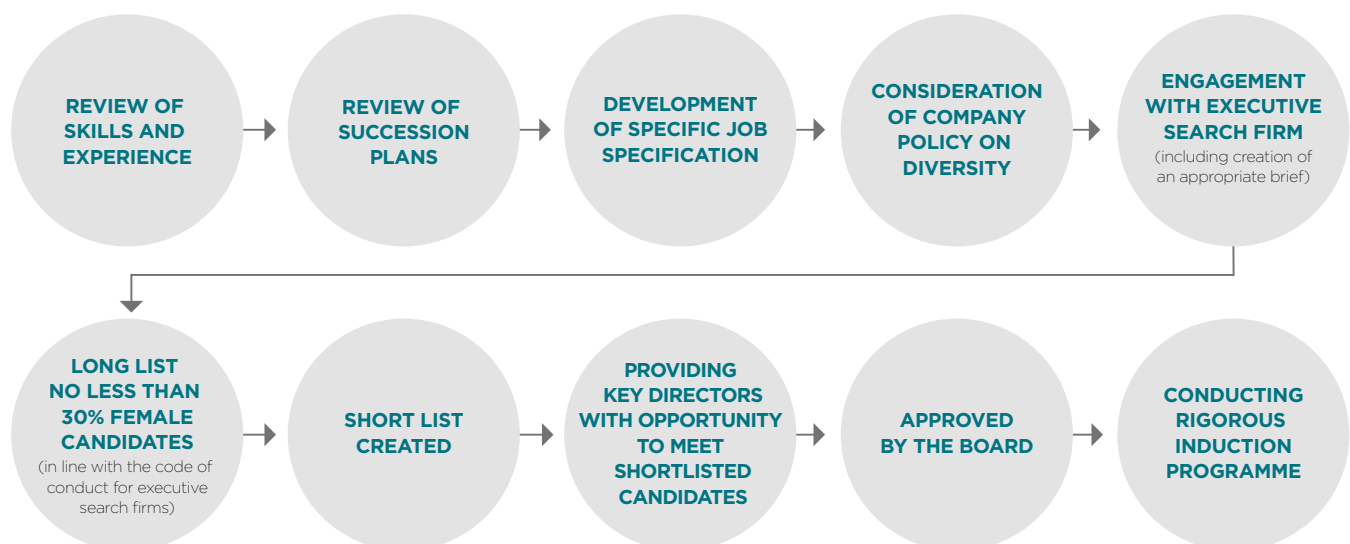 REVIEW OF
SKILLS AND
EXPERIENCE
REVIEW OF
SUCCESSION
PLANS
DEVELOPMENT
OF SPECIFIC JOB
SPECIFICATION
CONSIDERATION
OF COMPANY
POLICY ON
DIVERSITY
ENGAGEMENT
WITH EXECUTIVE
SEARCH FIRM
(including creation of
an appropriate brief)
LONG LIST
NO LESS THAN
30% FEMALE
CANDIDATES
(in line with the code of
conduct for executive
search firms)
SHORT LIST
CREATED
PROVIDING
KEY DIRECTORS
WITH OPPORTUNITY
TO MEET
SHORTLISTED
CANDIDATES
APPROVED
BY THE BOARD
CONDUCTING
RIGOROUS
INDUCTION
PROGRAMME